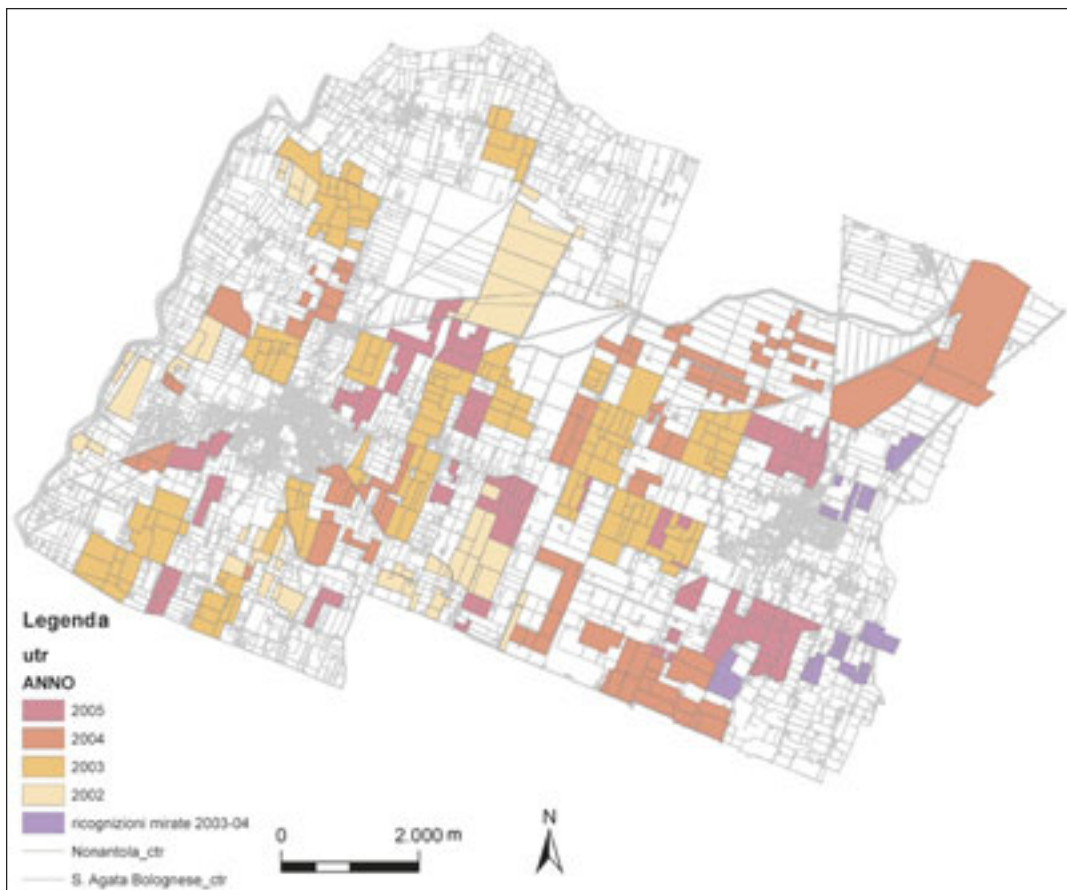 Legenda
utr
ANNO
2005
2004
2003
2002
ricognizioni mirate 2003-04
Nonantola_ctr
S. Agata Bolognese_ctr
0 2.000 m
N